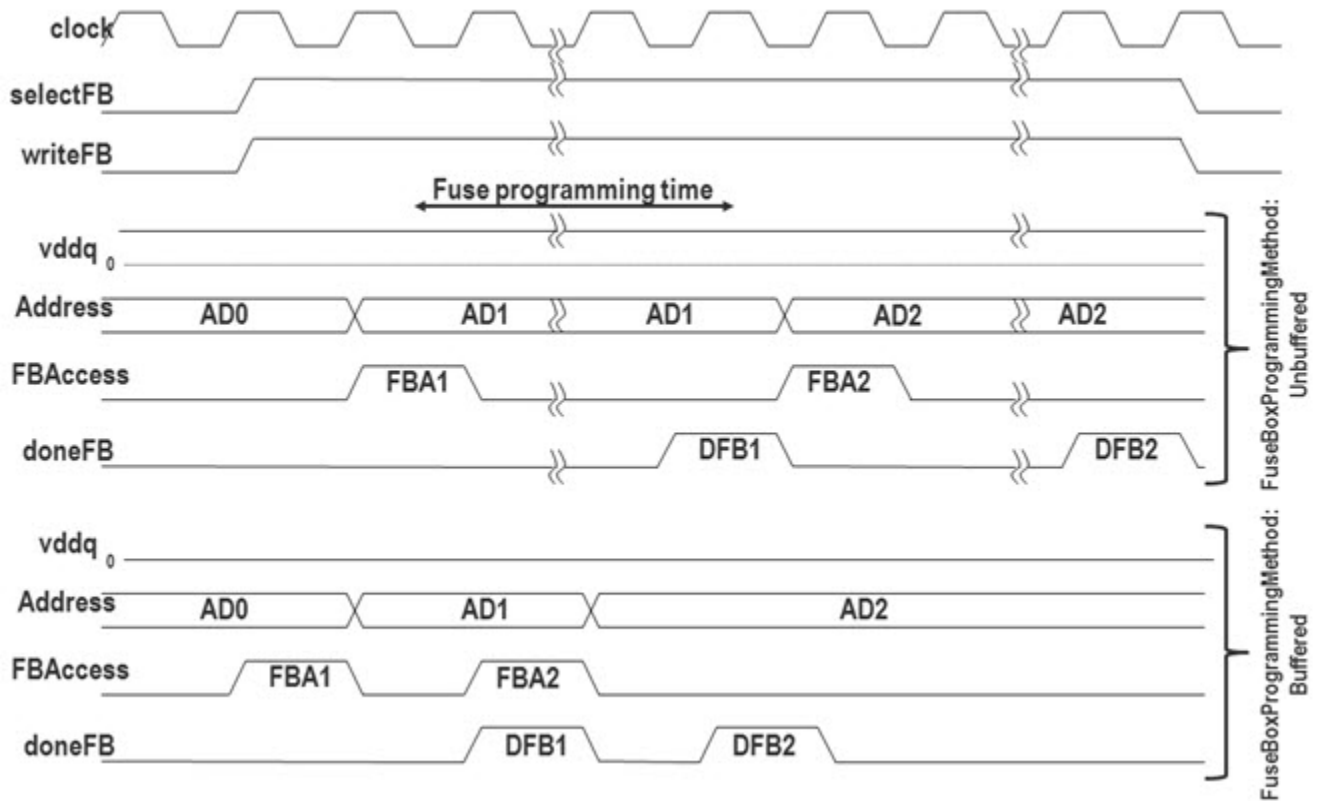 clock
selectFB
writeFB
Fuse programming time
vddq 0
Address AD0 AD1 AD1 AD2 AD2
FBAccess FBA1 FBA2
doneFB DFB1 DFB2
FuseBoxProgrammingMethod:
Unbuffered
vddq 0
Address AD0 AD1 AD2
FBAccess FBA1 FBA2
doneFB DFB1 DFB2
FuseBoxProgrammingMethod:
Buffered